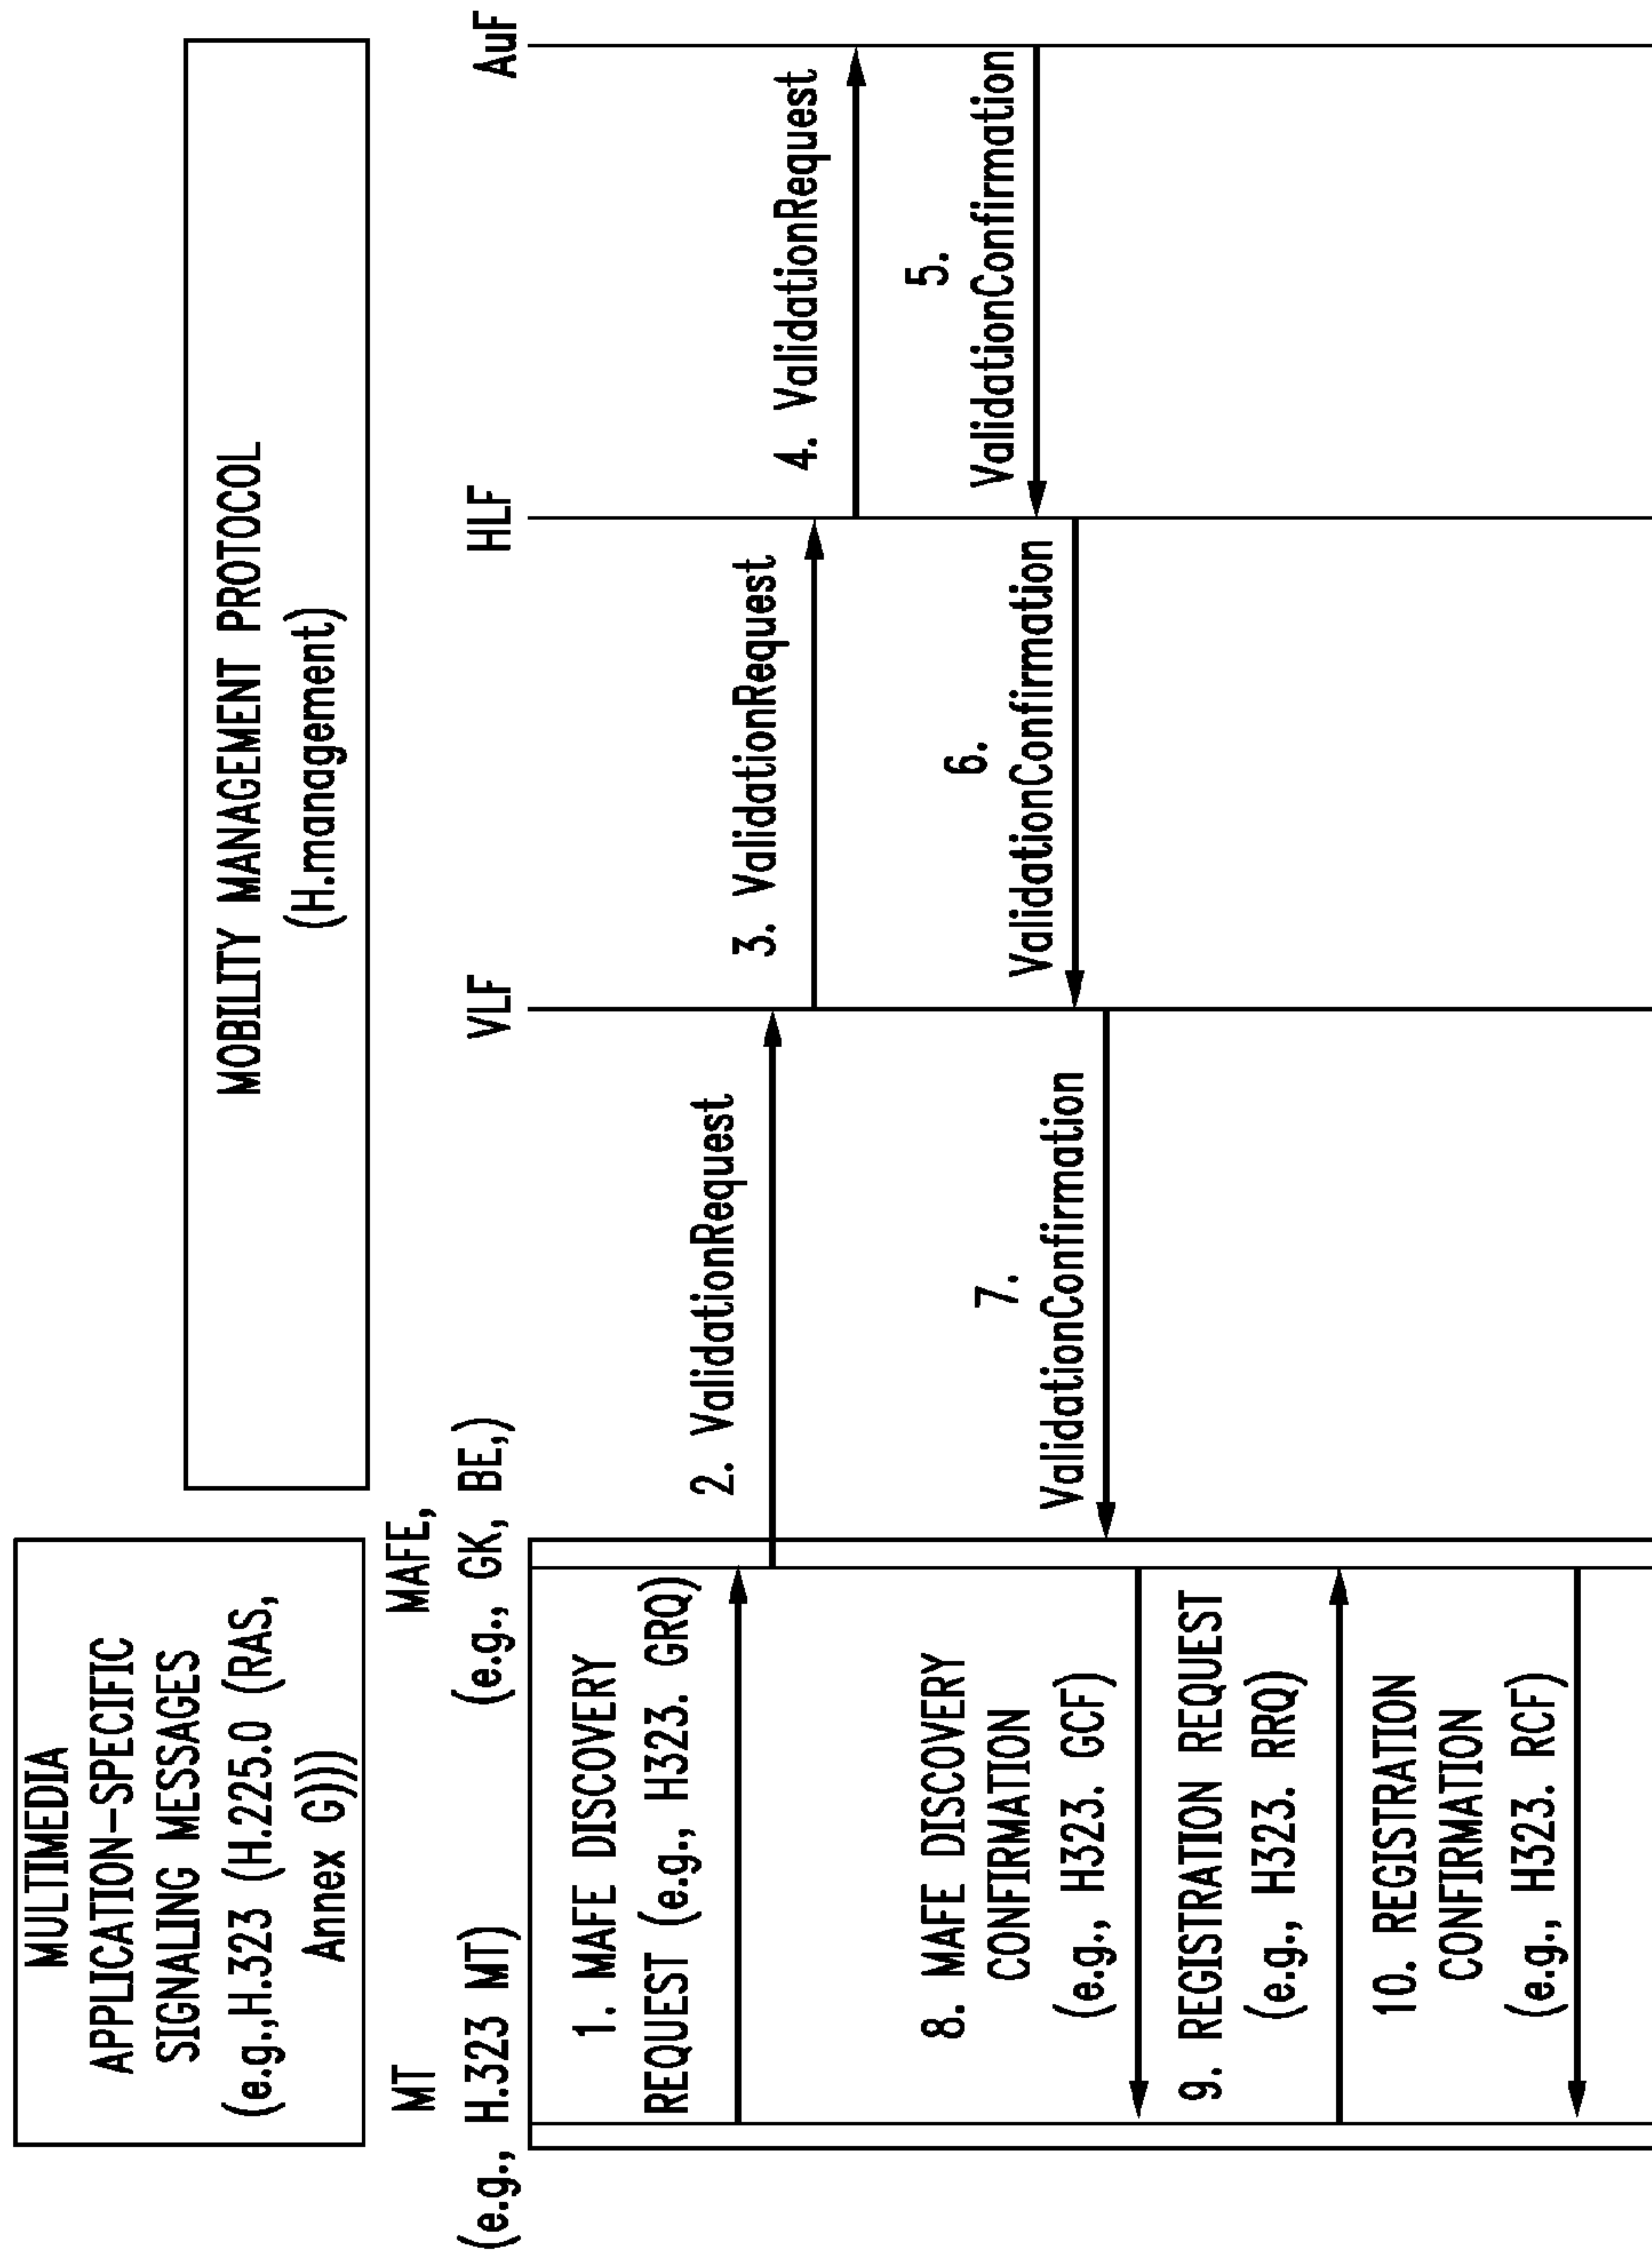 MULTIMEDIA
APPLICATION-SPECIFIC
SIGNALING MESSAGES
(e.g.,H.323 (H.225.0 (RAS,
Annex G)))
MOBILITY MANAGEMENT PROTOCOL
(H.management)
MT
(e.g., H.323 MT)
MAFE,
(e.g., GK, BE,)
VLF
HLF
AuF
1. MAFE DISCOVERY
REQUEST (e.g., H323. GRQ)
2. ValidationRequest
3. ValidationRequest
4. ValidationRequest
5.
ValidationConfirmation
6.
ValidationConfirmation
7.
ValidationConfirmation
8. MAFE DISCOVERY
CONFIRMATION
(e.g., H323. GCF)
9. REGISTRATION REQUEST
(e.g., H323. RRQ)
10. REGISTRATION
CONFIRMATION
(e.g., H323. RCF)